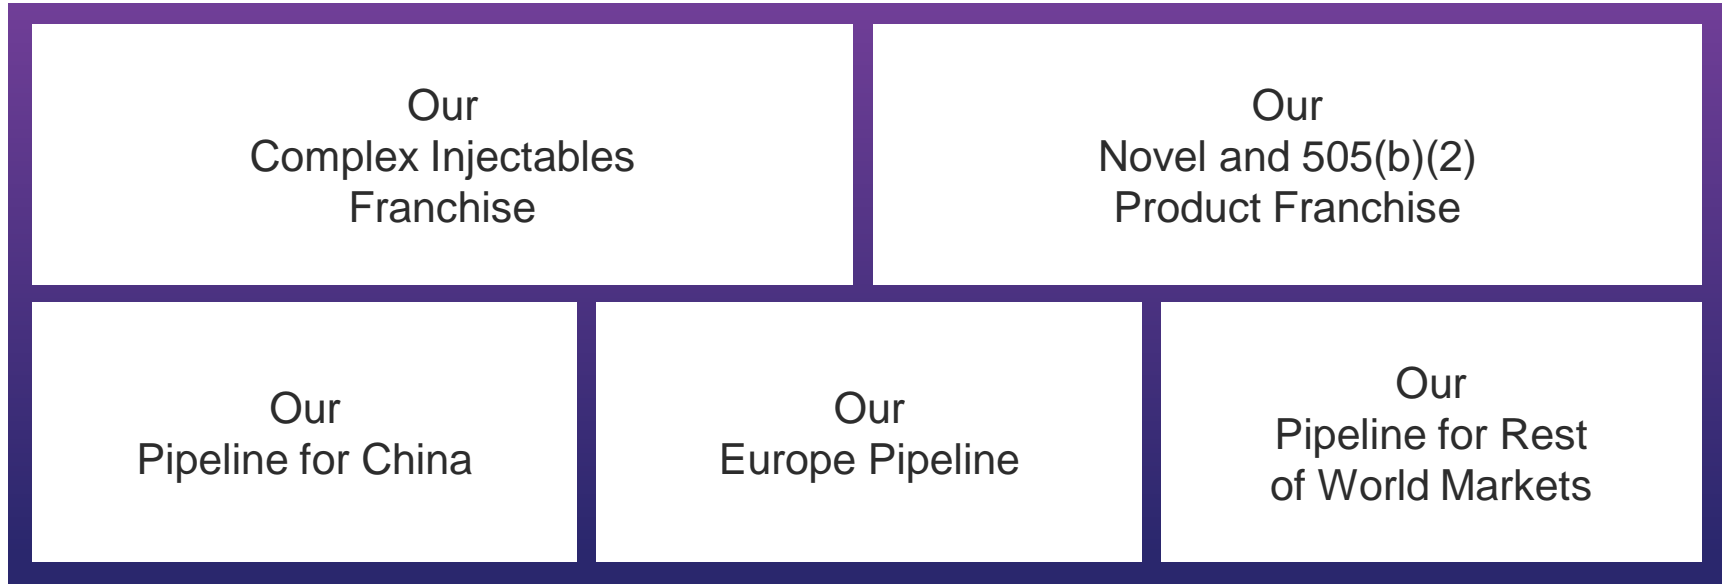 Our
Complex Injectables
Franchise
Our
Novel and 505(b)(2)
Product Franchise
Our
Pipeline for China
Our
Europe Pipeline
Our
Pipeline for Rest
of World Markets